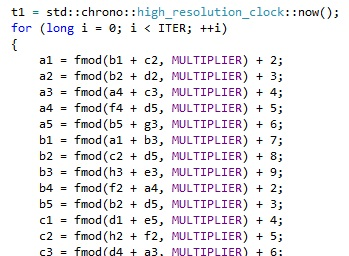 t1 = std::chrono::high_resolution_clock::now();
for (long i = 0; i < ITER; ++i)
{
a1 = fmod(b1 + c2, MULTIPLIER) + 2;
a2 = fmod(b2 + d2, MULTIPLIER) + 3;
a3 = fmod(a4 + c3, MULTIPLIER) + 4;
a4 = fmod(f4 + d5, MULTIPLIER) + 5;
a5 = fmod(b5 + g3, MULTIPLIER) + 6;
b1 = fmod(a1 + b3, MULTIPLIER) + 7;
b2 = fmod(c2 + d5, MULTIPLIER) + 8;
b3 = fmod(h3 + e3, MULTIPLIER) + 9;
b4 = fmod(f2 + a4, MULTIPLIER) + 2;
b5 = fmod(b2 + d5, MULTIPLIER) + 3;
c1 = fmod(d1 + e5, MULTIPLIER) + 4;
c2 = fmod(h2 + f2, MULTIPLIER) + 5;
c3 = fmod(d4 + a3, MULTIPLIER) + 6;